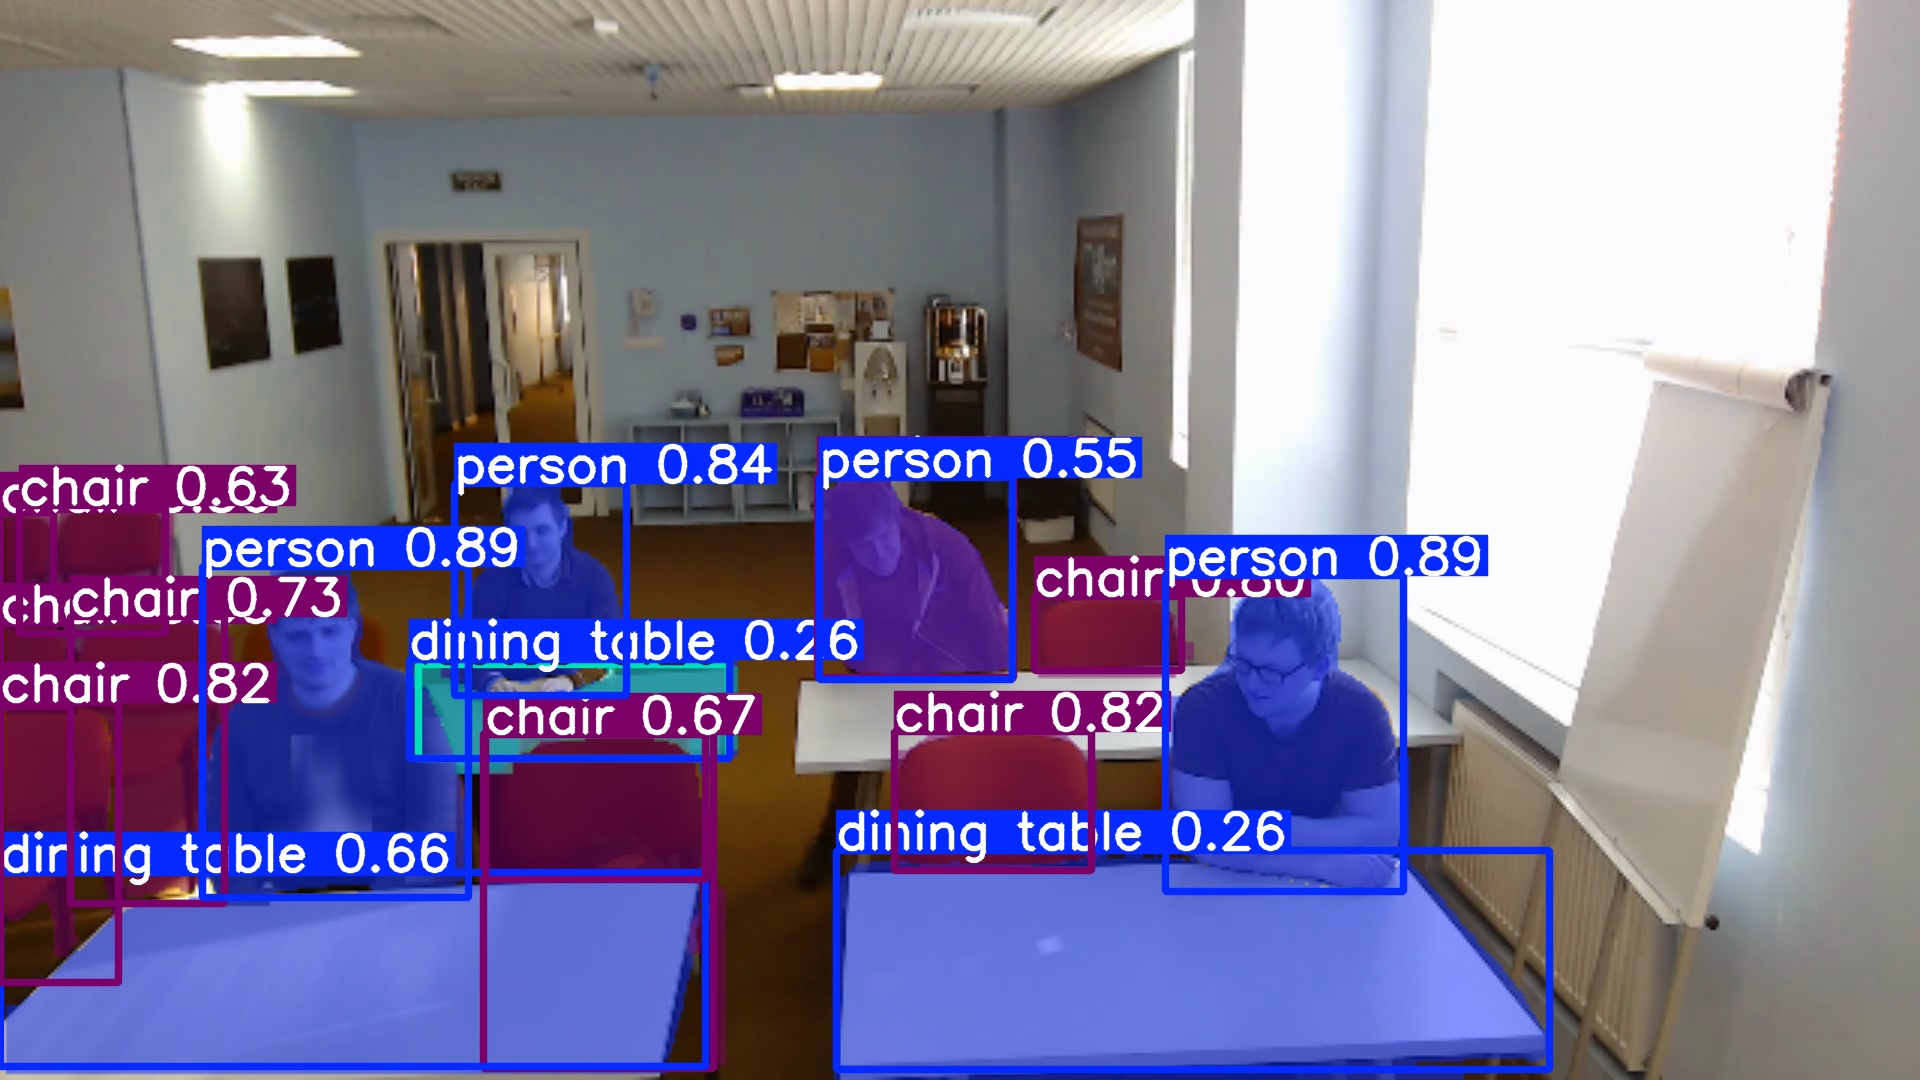 person 0.84
person 0.55
chair 0.63
person 0.89
person 0.89
chair 0.80
chair 0.73
dining table 0.26
chair 0.82
chair 0.67
chair 0.82
dining table 0.66
dining table 0.26